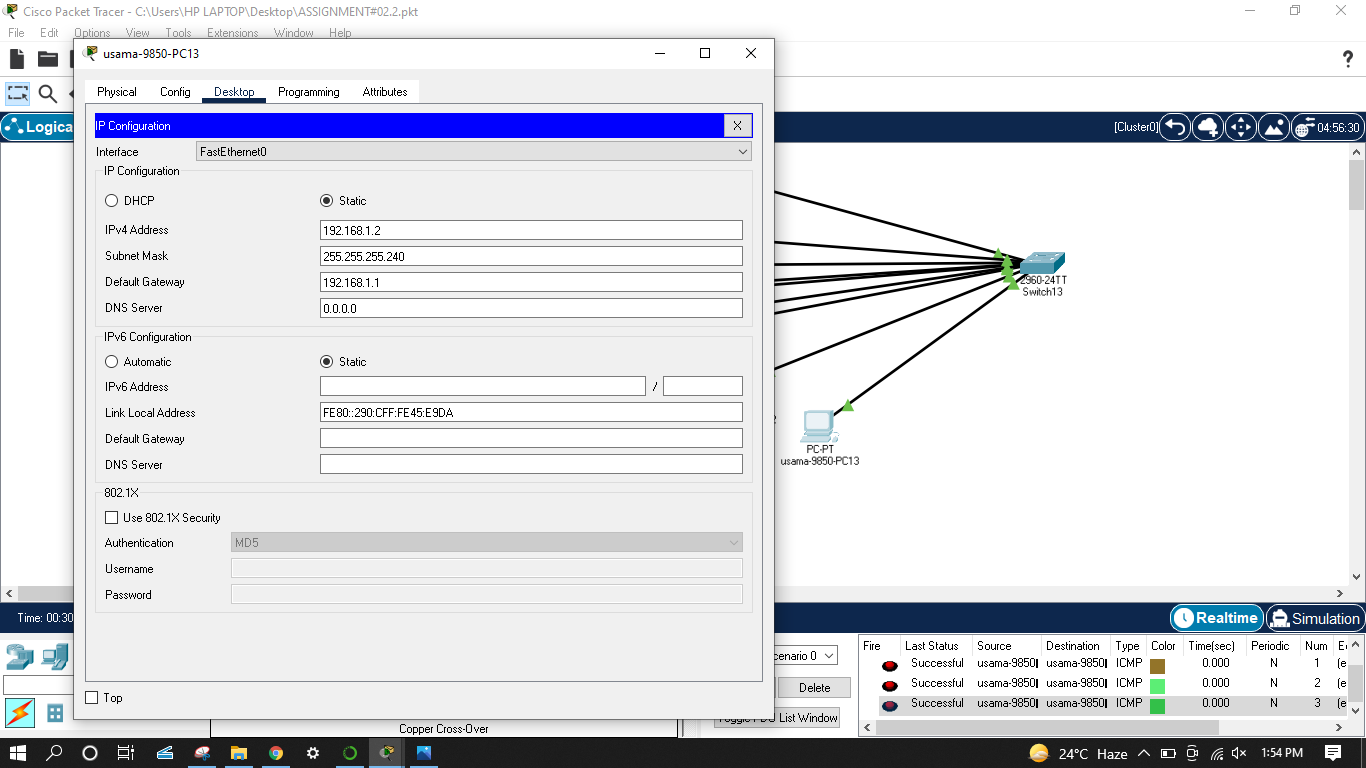 Cisco Packet Tracer - C:\Users\HP LAPTOP\Desktop\ASSIGNMENT#02.2.pkt
File Edit Options View Tools Extensions Window Help
usama-9850-PC13
Physical Config Desktop Programming Attributes
Logica
[Cluster0]
04:56:30
IP Configuration
X
Interface
FastEthernet0
IP Configuration
DHCP
Static
IPv4 Address
192.168.1.2
Subnet Mask
255.255.255.240
Default Gateway
192.168.1.1
DNS Server
0.0.0.0
IPv6 Configuration
Automatic
Static
IPv6 Address
/
Link Local Address
FE80::290:CFF:FE45:E9DA
Default Gateway
DNS Server
802.1X
Use 802.1X Security
Authentication
MD5
Username
Password
Top
2960-24TT
Switch13
PC-PT
usama-9850-PC13
Time: 00:30
Realtime
Simulation
cenario 0
Delete
Toggle PDU List Window
Fire Last Status Source Destination Type Color Time(sec) Periodic Num
Successful usama-9850 usama-9850 ICMP 0.000 N 1 (e
Successful usama-9850 usama-9850 ICMP 0.000 N 2 (e
Successful usama-9850 usama-9850 ICMP 0.000 N 3 (e
Copper Cross-Over
24°C Haze
1:54 PM